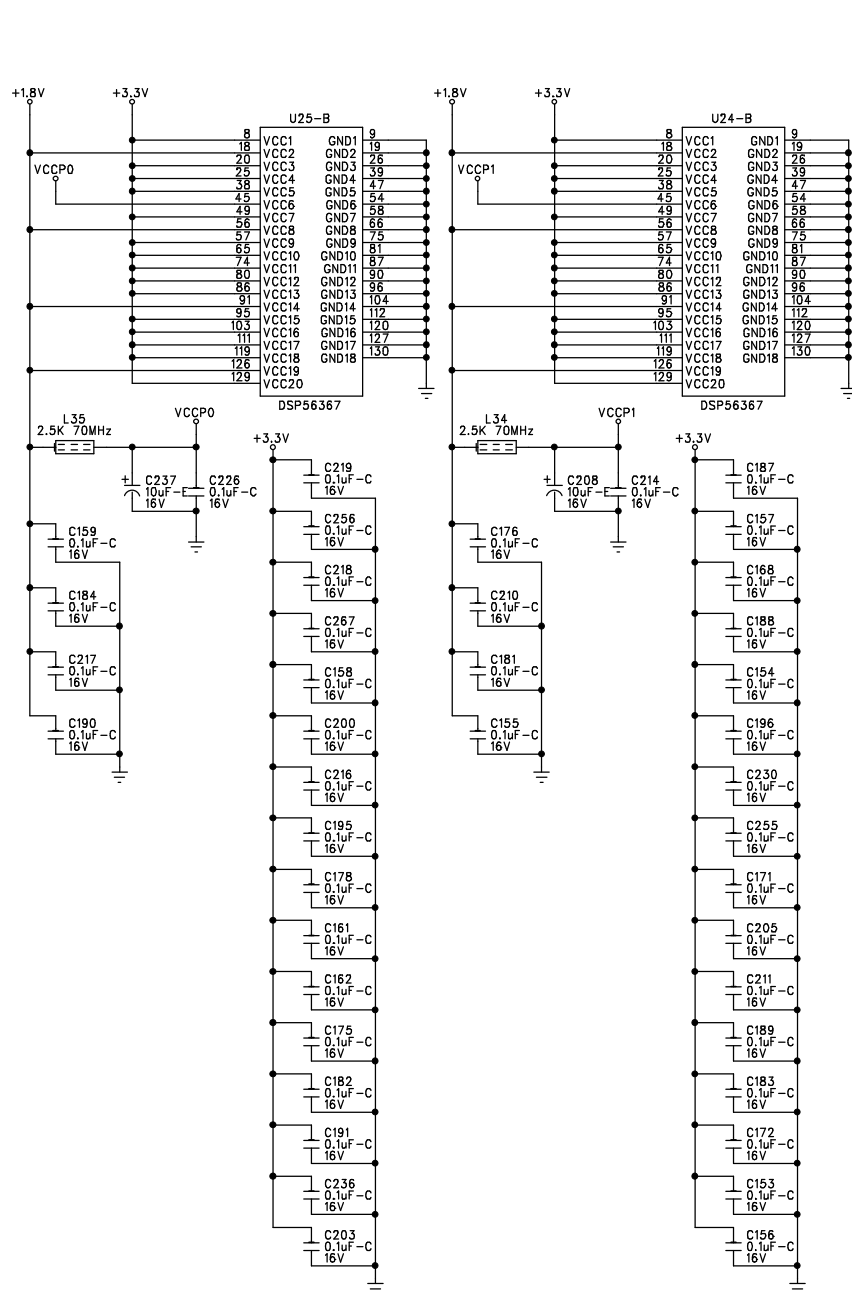 +1.8V
+3.3V
U25-B
VCCP0
8 VCC1 GND1 9
18 VCC2 GND2 19
20 VCC3 GND3 26
25 VCC4 GND4 39
38 VCC5 GND5 47
45 VCC6 GND6 54
49 VCC7 GND7 58
56 VCC8 GND8 66
57 VCC9 GND9 75
65 VCC10 GND10 81
74 VCC11 GND11 87
80 VCC12 GND12 90
86 VCC13 GND13 96
91 VCC14 GND14 104
95 VCC15 GND15 112
103 VCC16 GND16 120
111 VCC17 GND17 127
119 VCC18 GND18 130
126 VCC19
129 VCC20
DSP56367
L35
2.5K 70MHz
VCCP0
C237
10uF-E
16V
C226
0.1uF-C
16V
C159
0.1uF-C
16V
C184
0.1uF-C
16V
C217
0.1uF-C
16V
C190
0.1uF-C
16V
+3.3V
C219
0.1uF-C
16V
C256
0.1uF-C
16V
C218
0.1uF-C
16V
C267
0.1uF-C
16V
C158
0.1uF-C
16V
C200
0.1uF-C
16V
C216
0.1uF-C
16V
C195
0.1uF-C
16V
C178
0.1uF-C
16V
C161
0.1uF-C
16V
C162
0.1uF-C
16V
C175
0.1uF-C
16V
C182
0.1uF-C
16V
C191
0.1uF-C
16V
C236
0.1uF-C
16V
C203
0.1uF-C
16V
+1.8V
+3.3V
U24-B
VCCP1
8 VCC1 GND1 9
18 VCC2 GND2 19
20 VCC3 GND3 26
25 VCC4 GND4 39
38 VCC5 GND5 47
45 VCC6 GND6 54
49 VCC7 GND7 58
56 VCC8 GND8 66
57 VCC9 GND9 75
65 VCC10 GND10 81
74 VCC11 GND11 87
80 VCC12 GND12 90
86 VCC13 GND13 96
91 VCC14 GND14 104
95 VCC15 GND15 112
103 VCC16 GND16 120
111 VCC17 GND17 127
119 VCC18 GND18 130
126 VCC19
129 VCC20
DSP56367
L34
2.5K 70MHz
VCCP1
C208
10uF-E
16V
C214
0.1uF-C
16V
C176
0.1uF-C
16V
C210
0.1uF-C
16V
C181
0.1uF-C
16V
C155
0.1uF-C
16V
+3.3V
C187
0.1uF-C
16V
C157
0.1uF-C
16V
C168
0.1uF-C
16V
C188
0.1uF-C
16V
C154
0.1uF-C
16V
C196
0.1uF-C
16V
C230
0.1uF-C
16V
C255
0.1uF-C
16V
C171
0.1uF-C
16V
C205
0.1uF-C
16V
C211
0.1uF-C
16V
C189
0.1uF-C
16V
C183
0.1uF-C
16V
C172
0.1uF-C
16V
C153
0.1uF-C
16V
C156
0.1uF-C
16V